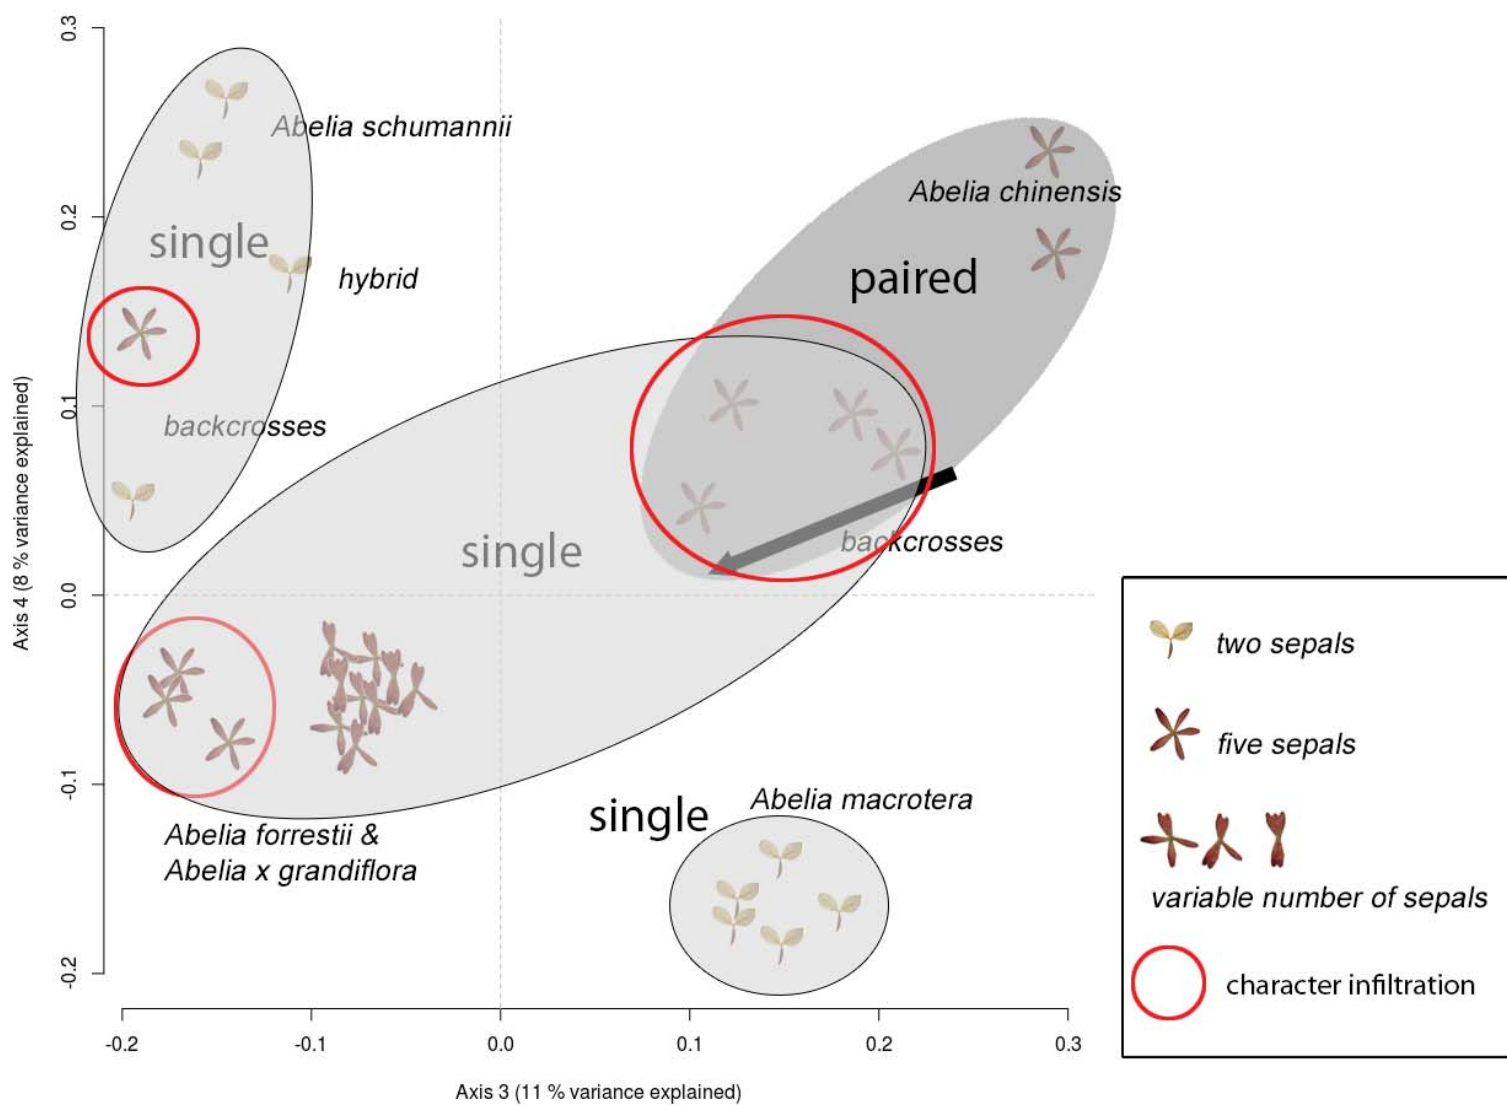 0.3
0.2
0.1
0.0
-0.1
-0.2
Axis 4 (8 % variance explained)
Abelia schumannii
single
hybrid
backcrosses
Abelia chinensis
paired
single
backcrosses
Abelia forrestii &
Abelia x grandiflora
single
Abelia macrotera
-0.2
-0.1
0.0
0.1
0.2
0.3
Axis 3 (11 % variance explained)
two sepals
five sepals
variable number of sepals
character infiltration